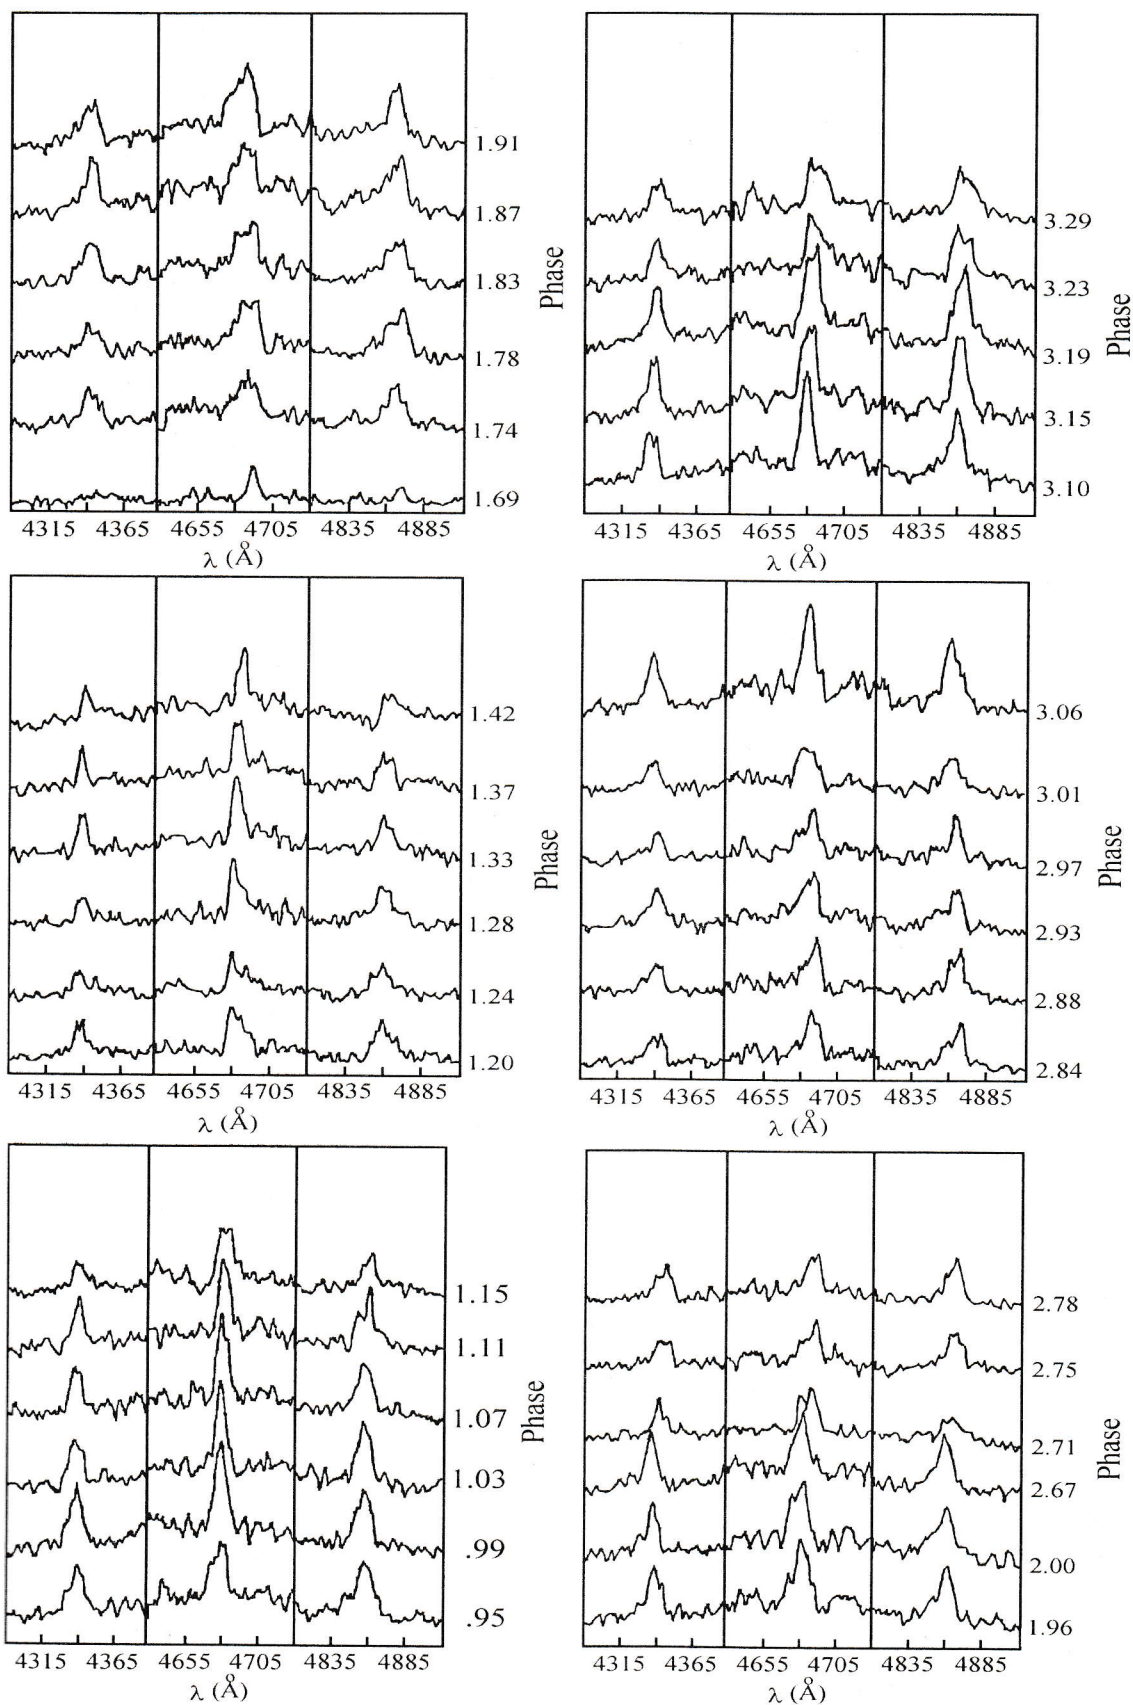 1.91
1.87
1.83
1.78
1.74
1.69
Phase
4315 4365 4655 4705 4835 4885
λ (Å)
3.29
3.23
3.19
3.15
3.10
Phase
4315 4365 4655 4705 4835 4885
λ (Å)
1.42
1.37
1.33
1.28
1.24
1.20
Phase
4315 4365 4655 4705 4835 4885
λ (Å)
3.06
3.01
2.97
2.93
2.88
2.84
Phase
4315 4365 4655 4705 4835 4885
λ (Å)
1.15
1.11
1.07
1.03
.99
.95
Phase
4315 4365 4655 4705 4835 4885
λ (Å)
2.78
2.75
2.71
2.67
2.00
1.96
Phase
4315 4365 4655 4705 4835 4885
λ (Å)